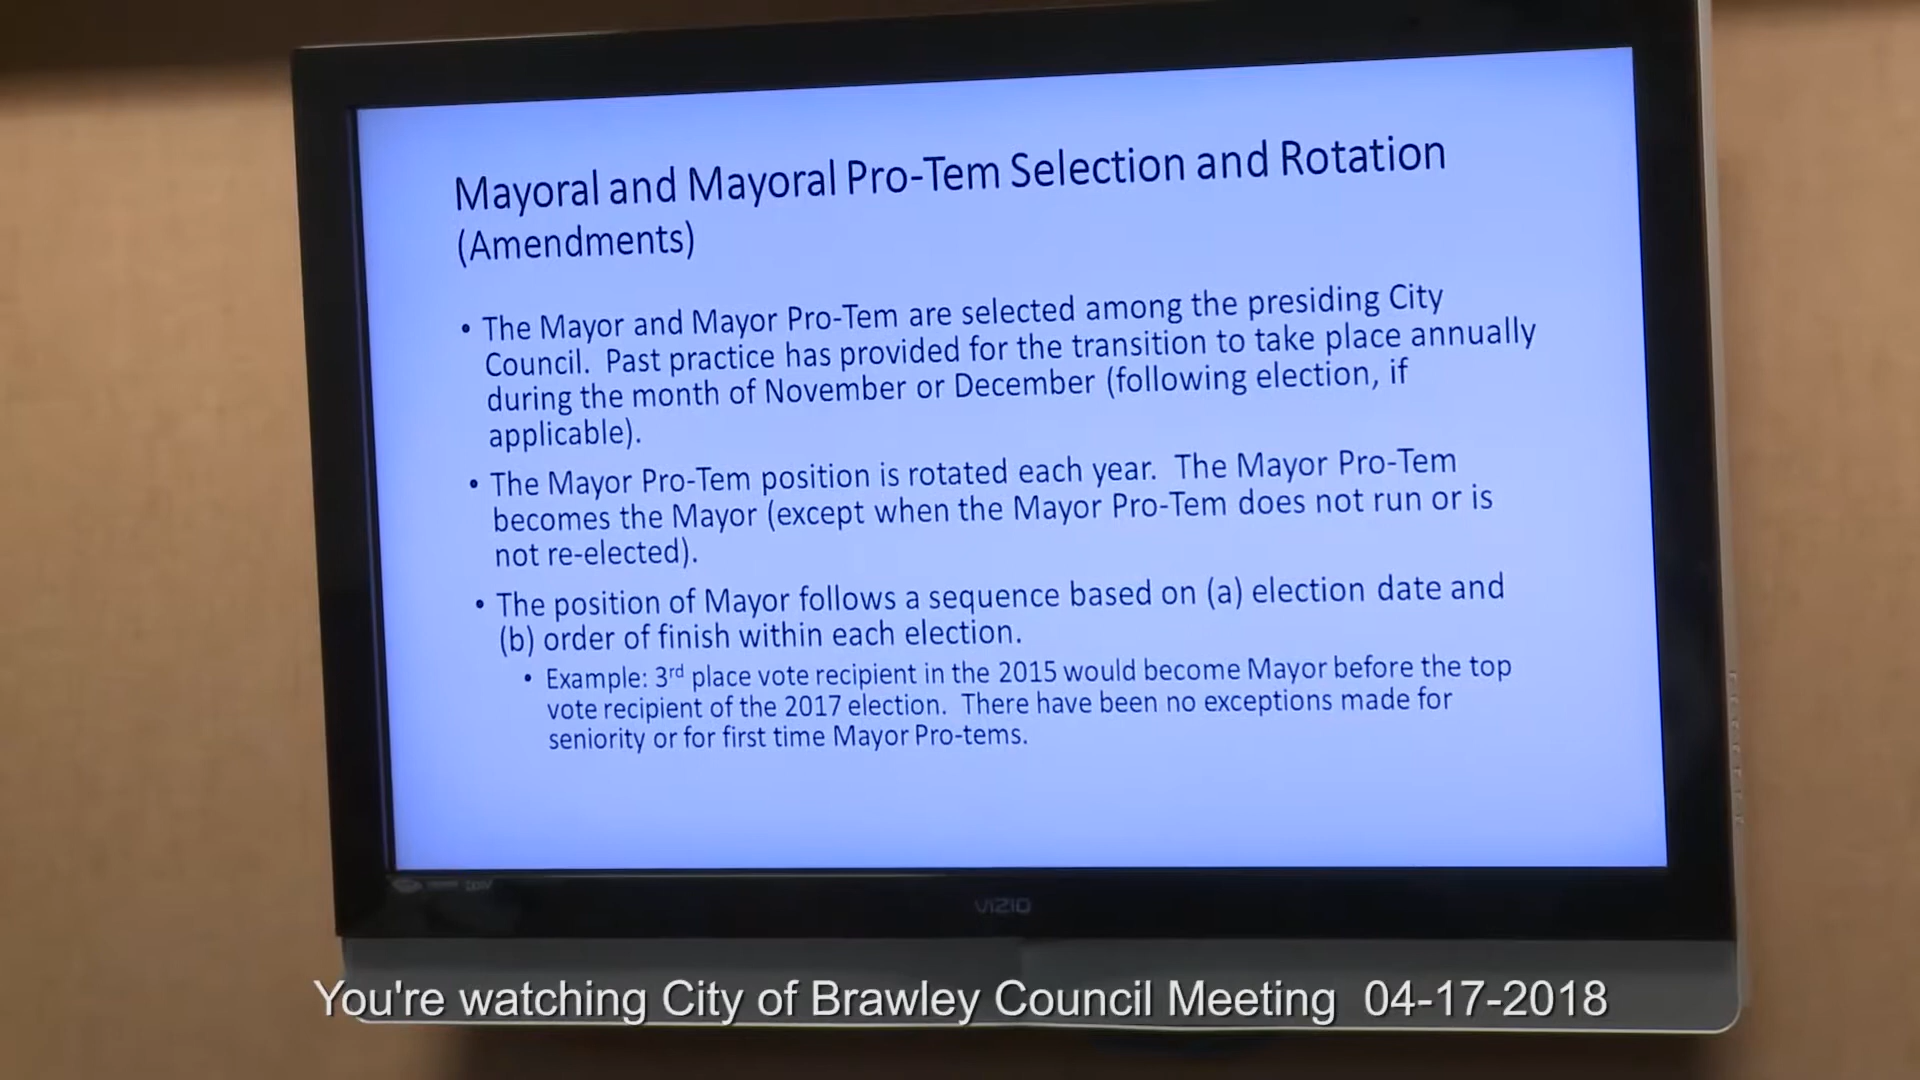 Mayoral and Mayoral Pro-Tem Selection and Rotation
(Amendments)
• The Mayor and Mayor Pro-Tem are selected among the presiding City
Council. Past practice has provided for the transition to take place annually
during the month of November or December (following election, if
applicable).
• The Mayor Pro-Tem position is rotated each year. The Mayor Pro-Tem
becomes the Mayor (except when the Mayor Pro-Tem does not run or is
not re-elected).
• The position of Mayor follows a sequence based on (a) election date and
(b) order of finish within each election.
• Example: 3rd place vote recipient in the 2015 would become Mayor before the top
vote recipient of the 2017 election. There have been no exceptions made for
seniority or for first time Mayor Pro-tems.
VIZIO
You're watching City of Brawley Council Meeting 04-17-2018